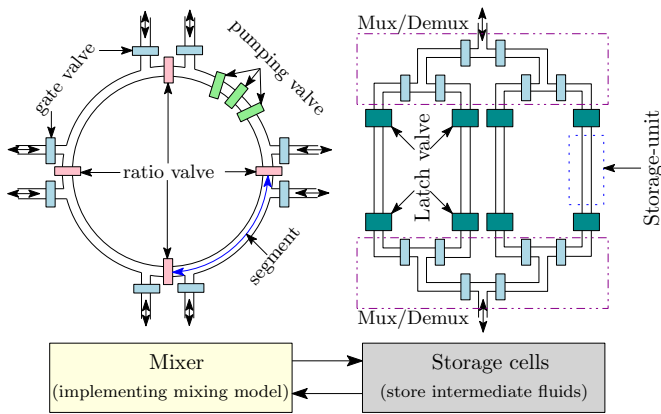 gate valve
pumping valve
ratio valve
segment
Mux/Demux
Latch valve
Storage-unit
Mux/Demux
Mixer
(implementing mixing model)
Storage cells
(store intermediate fluids)